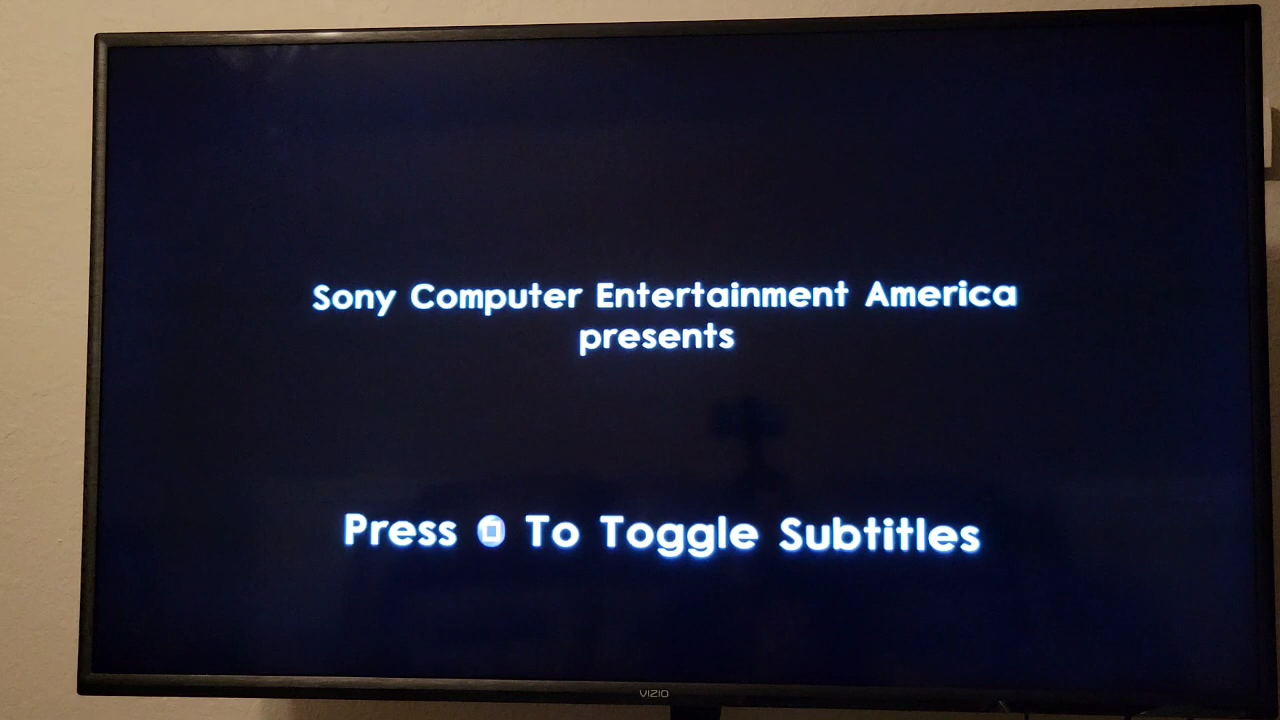 Sony Computer Entertainment America
presents
Press To Toggle Subtitles
VIZIO